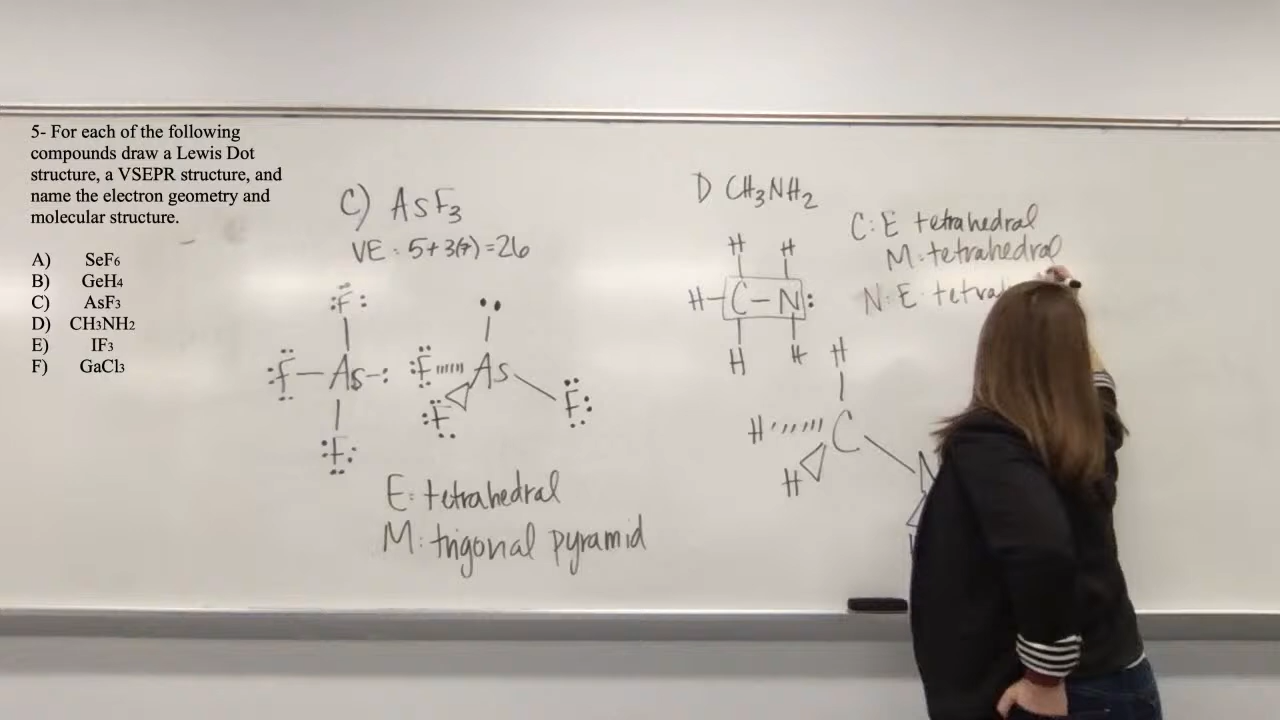 5- For each of the following
compounds draw a Lewis Dot
structure, a VSEPR structure, and
name the electron geometry and
molecular structure.
A) SeF6
B) GeH4
C) AsF3
D) CH3NH2
E) IF3
F) GaCl3
C) AsF3
VE: 5+3(7)=26
F
F-As-
F
As
F
F
F
E: tetrahedral
M: trigonal pyramid
D CH3NH2
H H
H-C-N:
H H
C: E tetrahedral
M: tetrahedral
N: E: tetra
H
H C
H
N